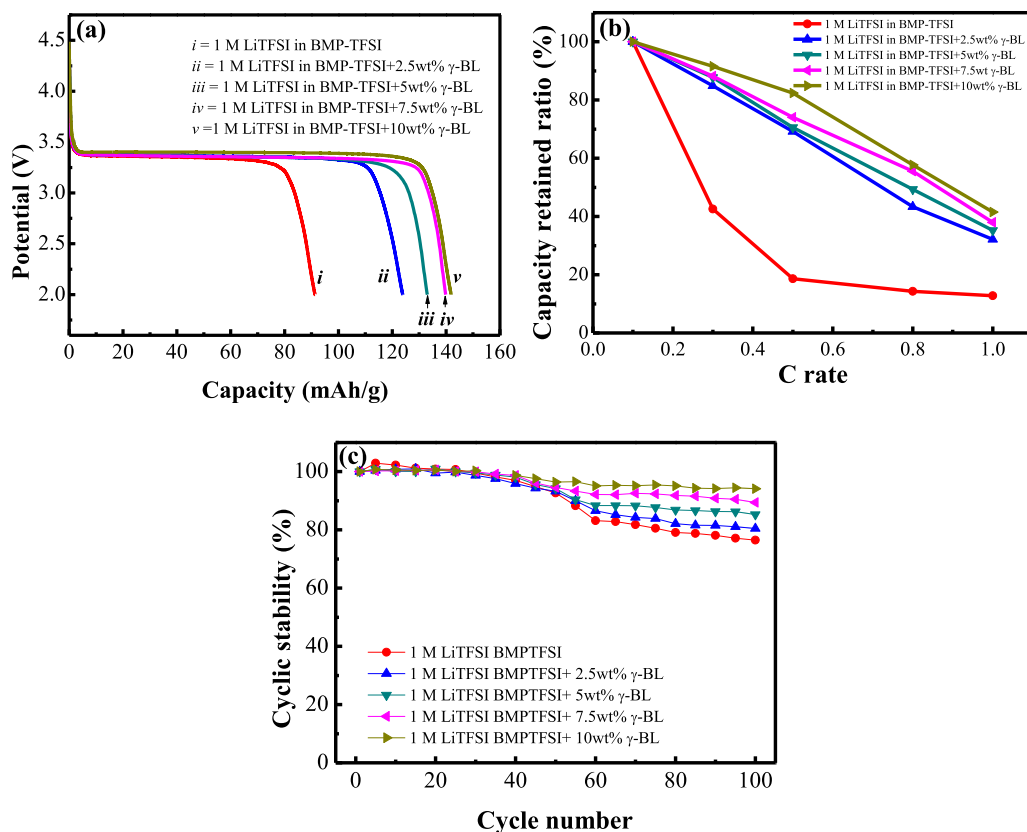 (a)
i = 1 M LiTFSI in BMP-TFSI
ii = 1 M LiTFSI in BMP-TFSI+2.5wt% γ-BL
iii = 1 M LiTFSI in BMP-TFSI+5wt% γ-BL
iv = 1 M LiTFSI in BMP-TFSI+7.5wt% γ-BL
v =1 M LiTFSI in BMP-TFSI+10wt% γ-BL
4.5
4.0
3.5
3.0
2.5
2.0
Potential (V)
i
ii
iii
iv
v
0 20 40 60 80 100 120 140 160
Capacity (mAh/g)
(b)
1 M LiTFSI in BMP-TFSI
1 M LiTFSI in BMP-TFSI+2.5wt% γ-BL
1 M LiTFSI in BMP-TFSI+5wt% γ-BL
1 M LiTFSI in BMP-TFSI+7.5wt γ-BL
1 M LiTFSI in BMP-TFSI+10wt% γ-BL
100
80
60
40
20
0
Capacity retained ratio (%)
0.0 0.2 0.4 0.6 0.8 1.0
C rate
(c)
100
80
60
40
20
0
Cyclic stability (%)
1 M LiTFSI BMPTFSI
1 M LiTFSI BMPTFSI+ 2.5wt% γ-BL
1 M LiTFSI BMPTFSI+ 5wt% γ-BL
1 M LiTFSI BMPTFSI+ 7.5wt% γ-BL
1 M LiTFSI BMPTFSI+ 10wt% γ-BL
0 20 40 60 80 100
Cycle number